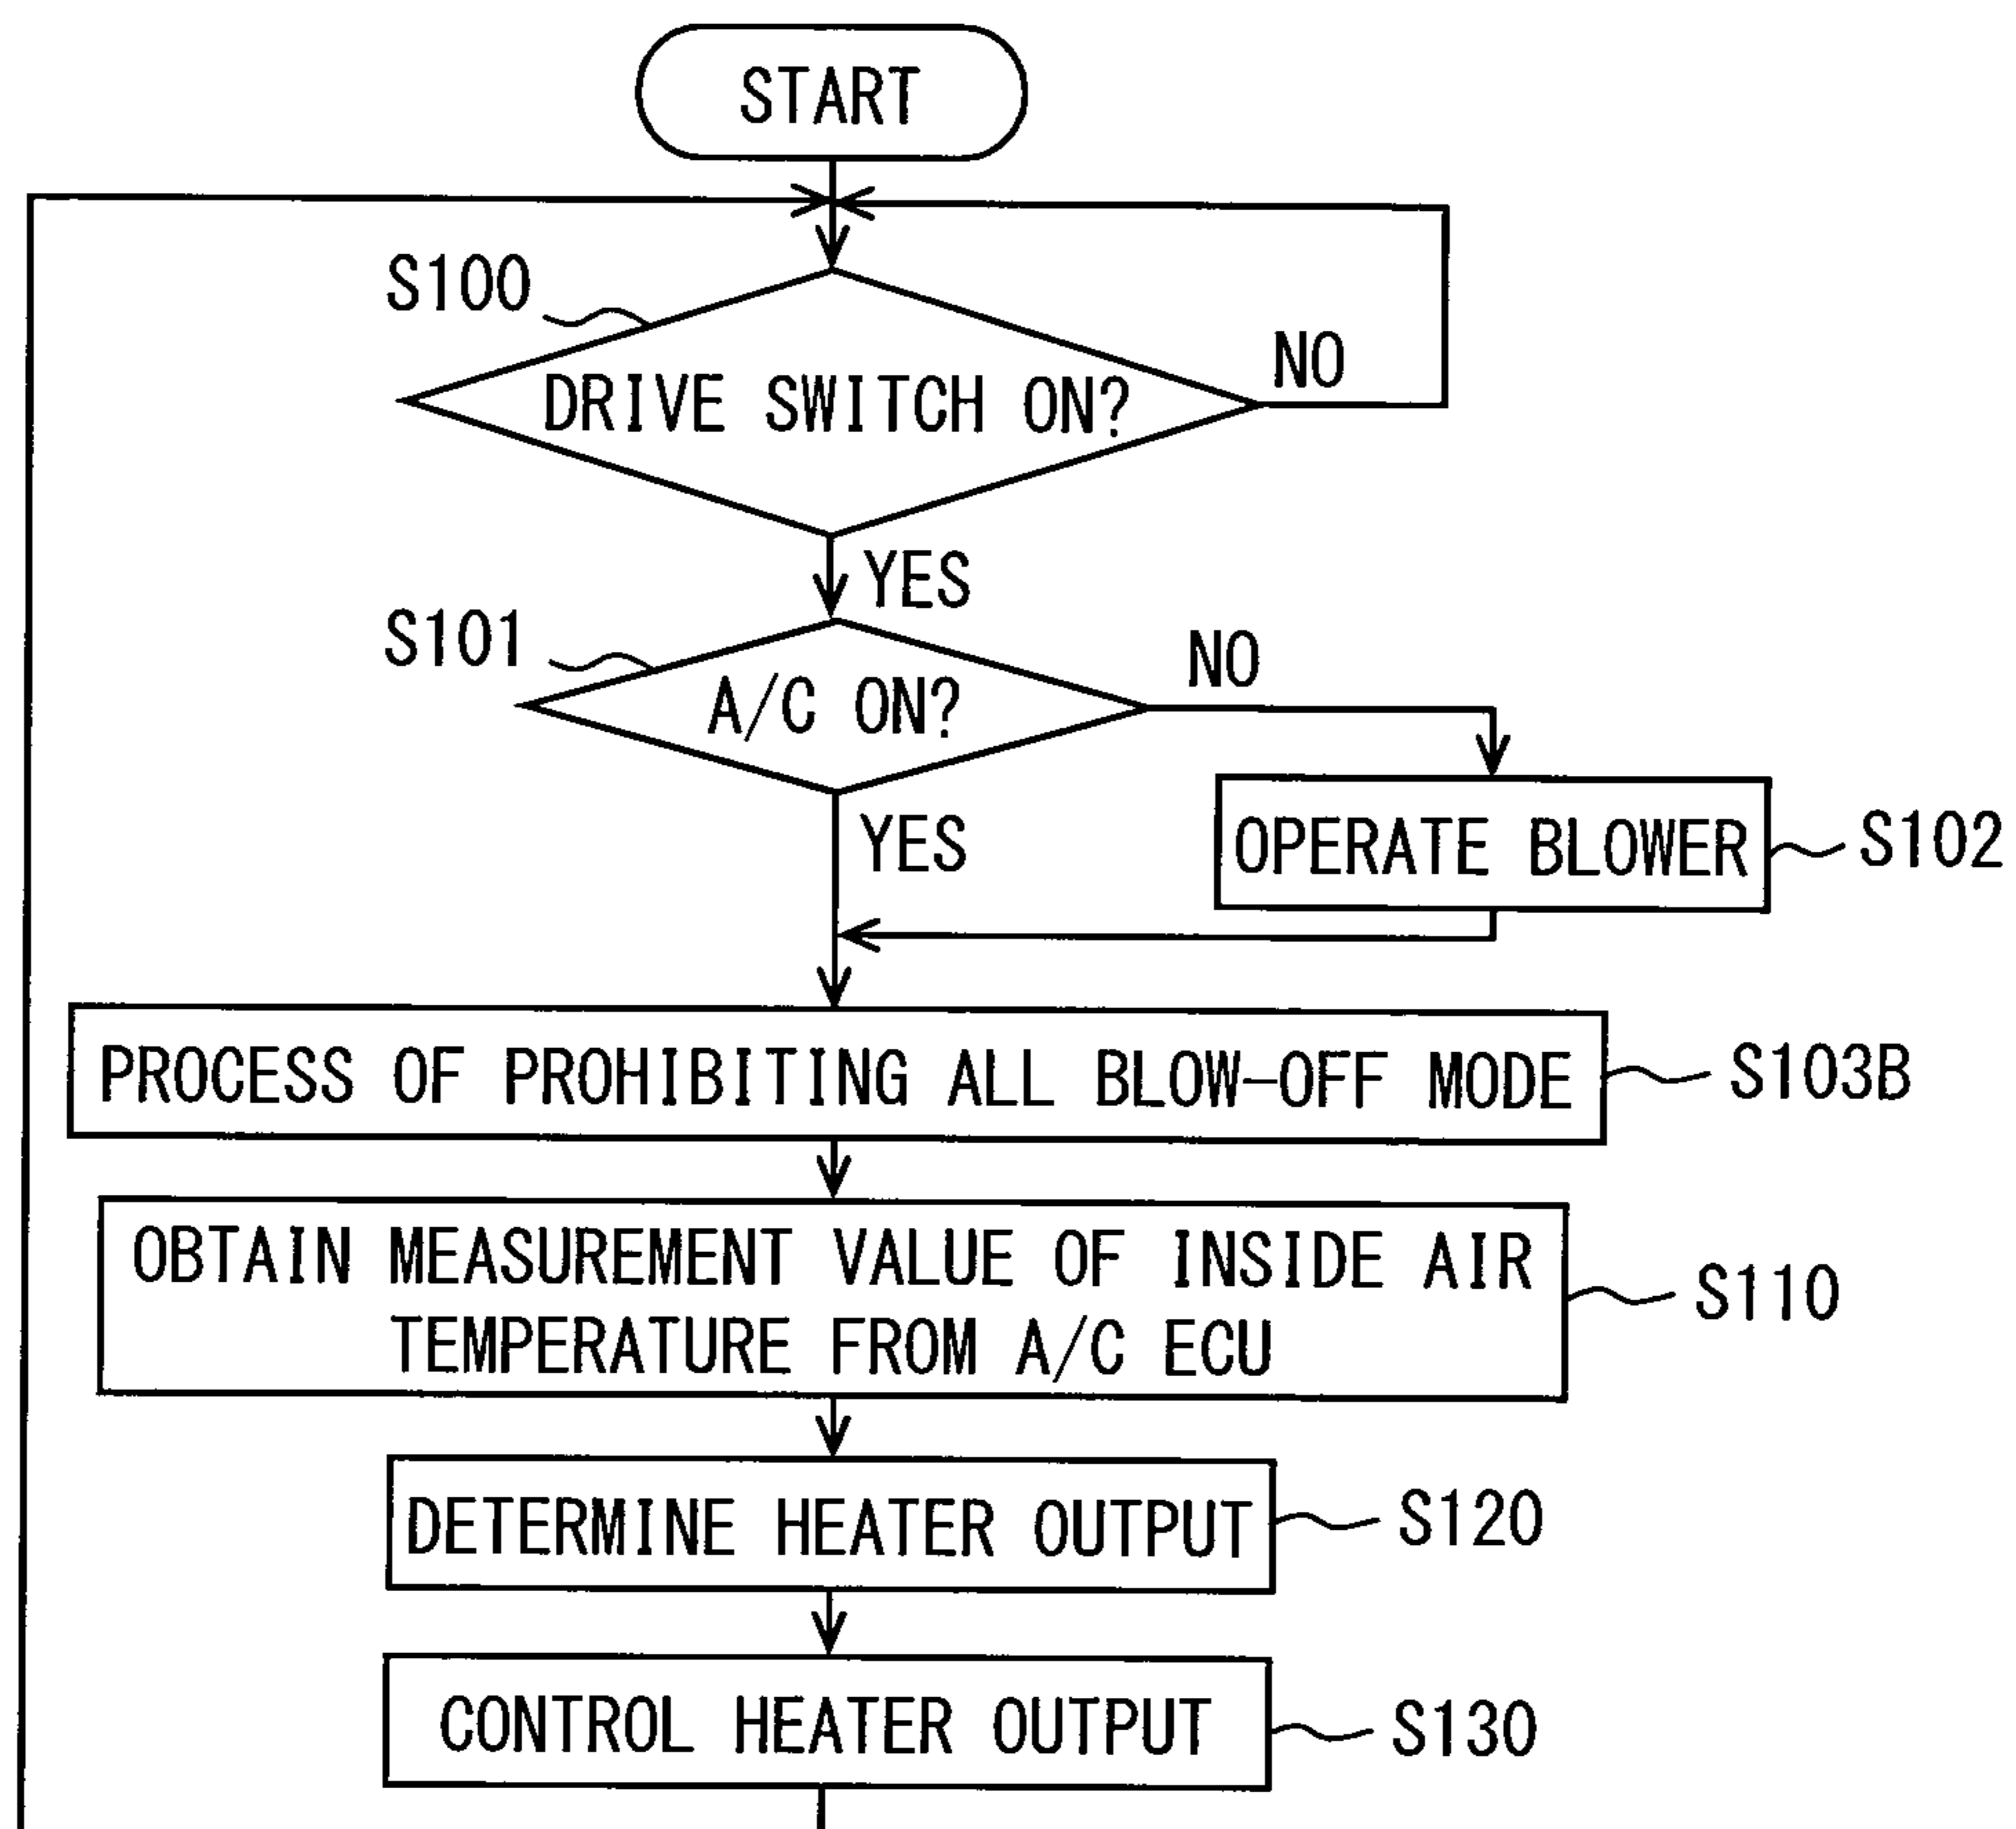 START
S100
DRIVE SWITCH ON?
NO
YES
S101
A/C ON?
NO
YES
OPERATE BLOWER
S102
PROCESS OF PROHIBITING ALL BLOW-OFF MODE
S103B
OBTAIN MEASUREMENT VALUE OF INSIDE AIR
TEMPERATURE FROM A/C ECU
S110
DETERMINE HEATER OUTPUT
S120
CONTROL HEATER OUTPUT
S130